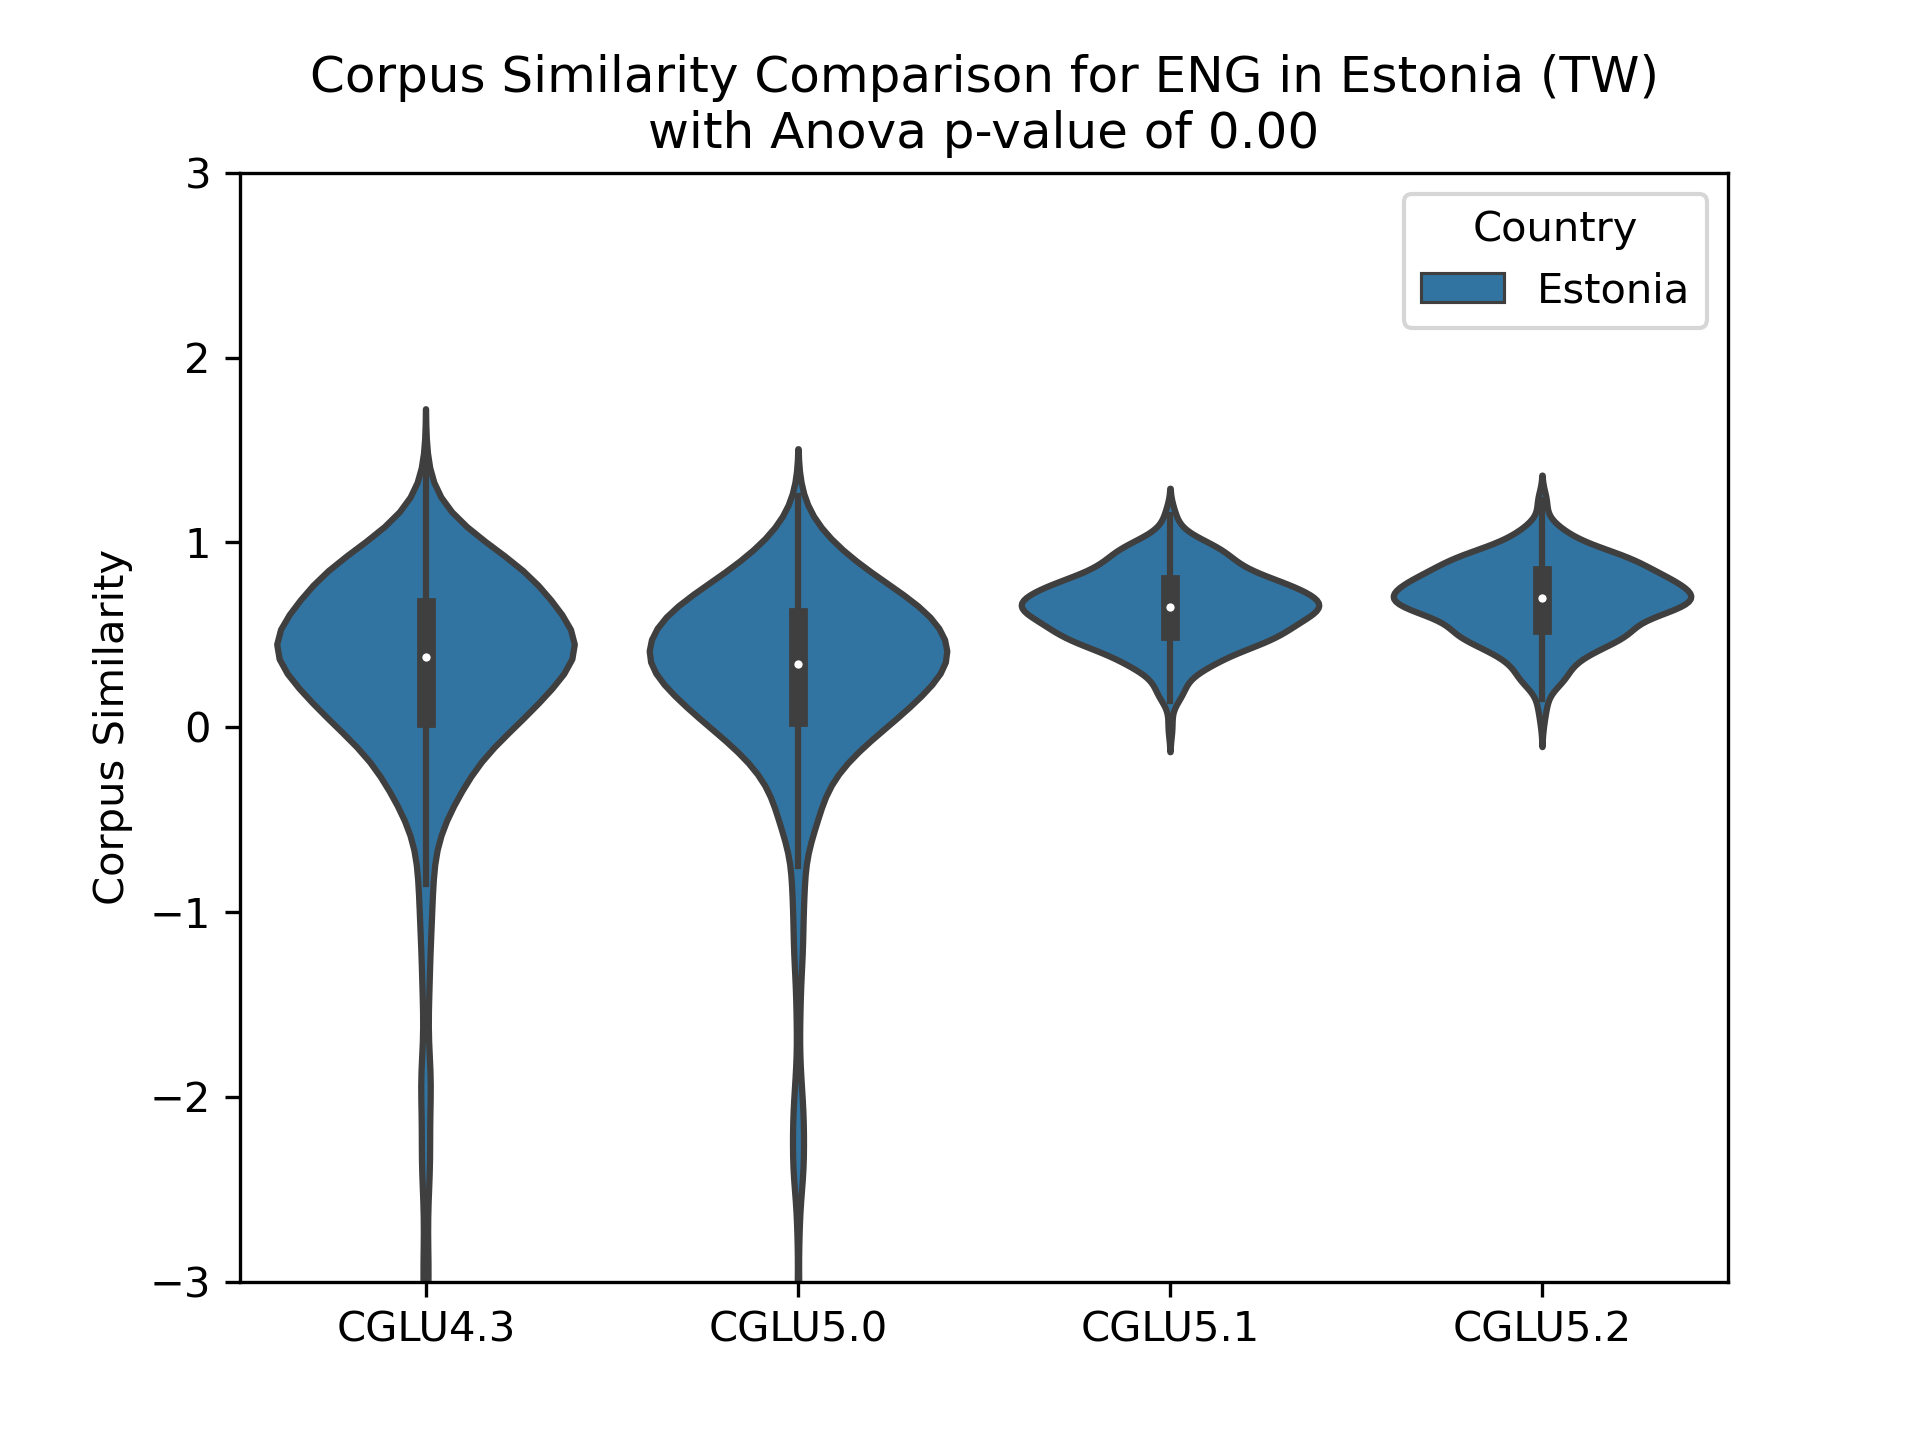 Corpus Similarity Comparison for ENG in Estonia (TW)
with Anova p-value of 0.00
3
2
1
0
−1
−2
−3
Corpus Similarity
Country
Estonia
CGLU4.3
CGLU5.0
CGLU5.1
CGLU5.2